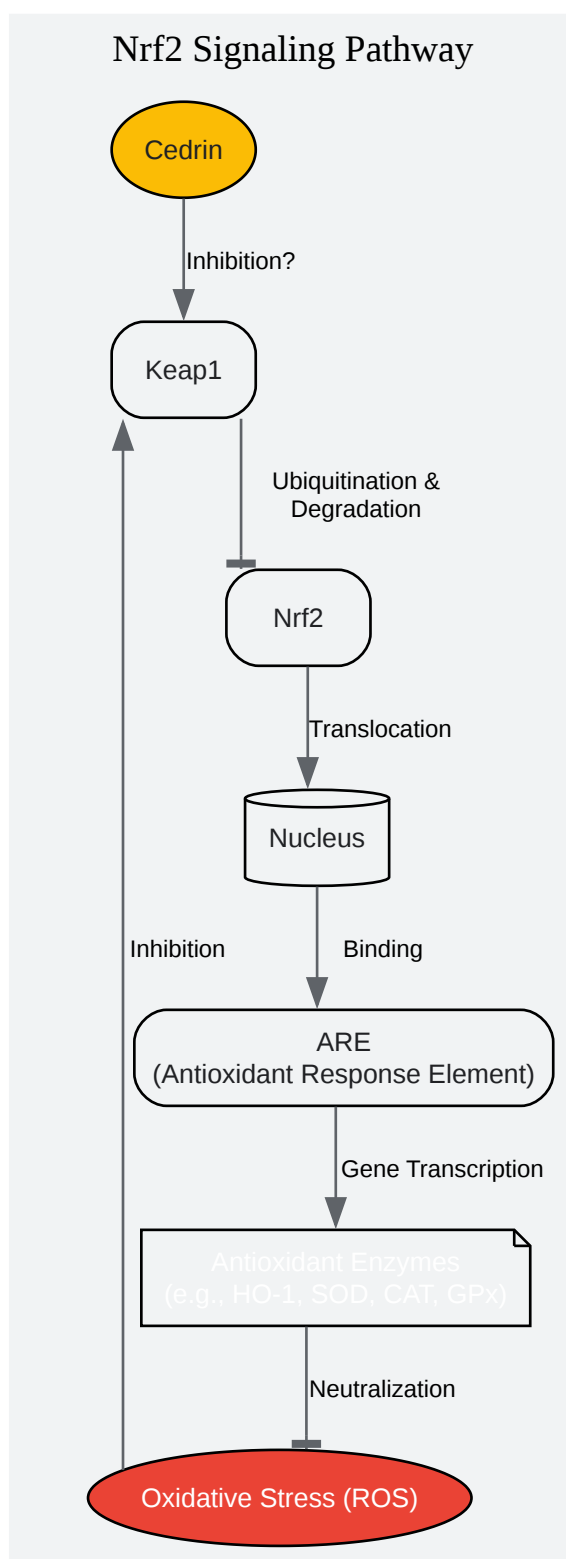 Nrf2 Signaling Pathway
Cedrin
Inhibition?
Keap1
Ubiquitination &
Degradation
Nrf2
Translocation
Nucleus
Inhibition
Binding
ARE
(Antioxidant Response Element)
Gene Transcription
Antioxidant Enzymes
(e.g., HO-1, SOD, CAT, GPx)
Neutralization
Oxidative Stress (ROS)